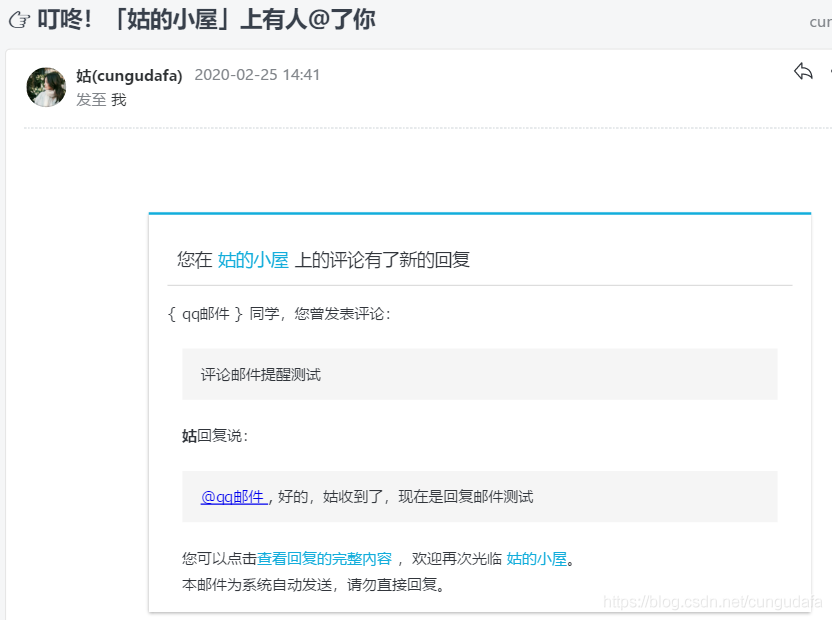 👉 叮咚！「姑的小屋」上有人@了你
cun
姑(cungudafa) 2020-02-25 14:41
发至 我
您在 姑的小屋 上的评论有了新的回复
{ qq邮件 } 同学，您曾发表评论：
评论邮件提醒测试
姑回复说：
@qq邮件 , 好的，姑收到了，现在是回复邮件测试
您可以点击查看回复的完整内容 ，欢迎再次光临 姑的小屋。
本邮件为系统自动发送，请勿直接回复。
https://blog.csdn.net/cungudafa